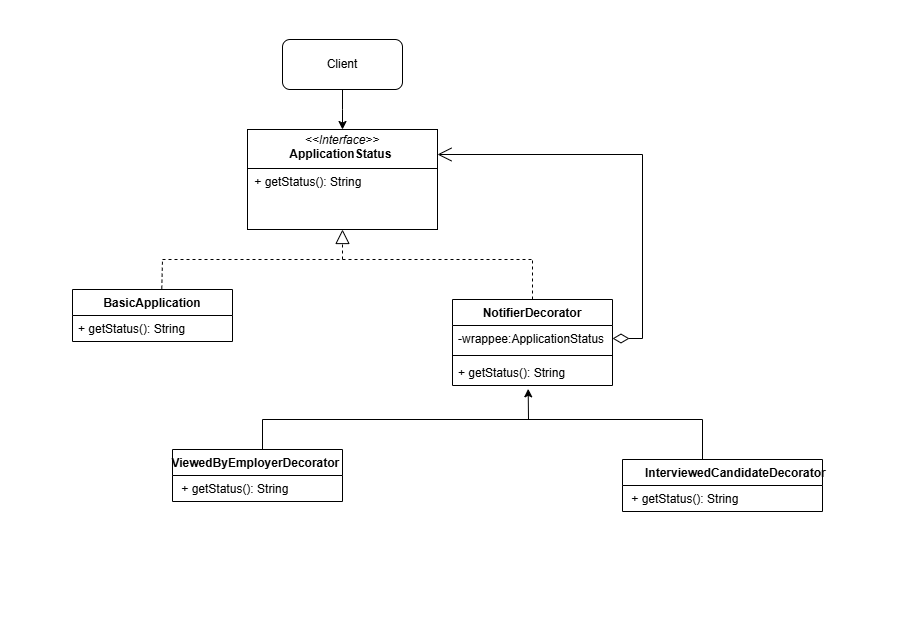 Client
<<Interface>>
ApplicationStatus
+ getStatus(): String
BasicApplication
+ getStatus(): String
NotifierDecorator
-wrappee:ApplicationStatus
+ getStatus(): String
ViewedByEmployerDecorator
+ getStatus(): String
InterviewedCandidateDecorator
+ getStatus(): String